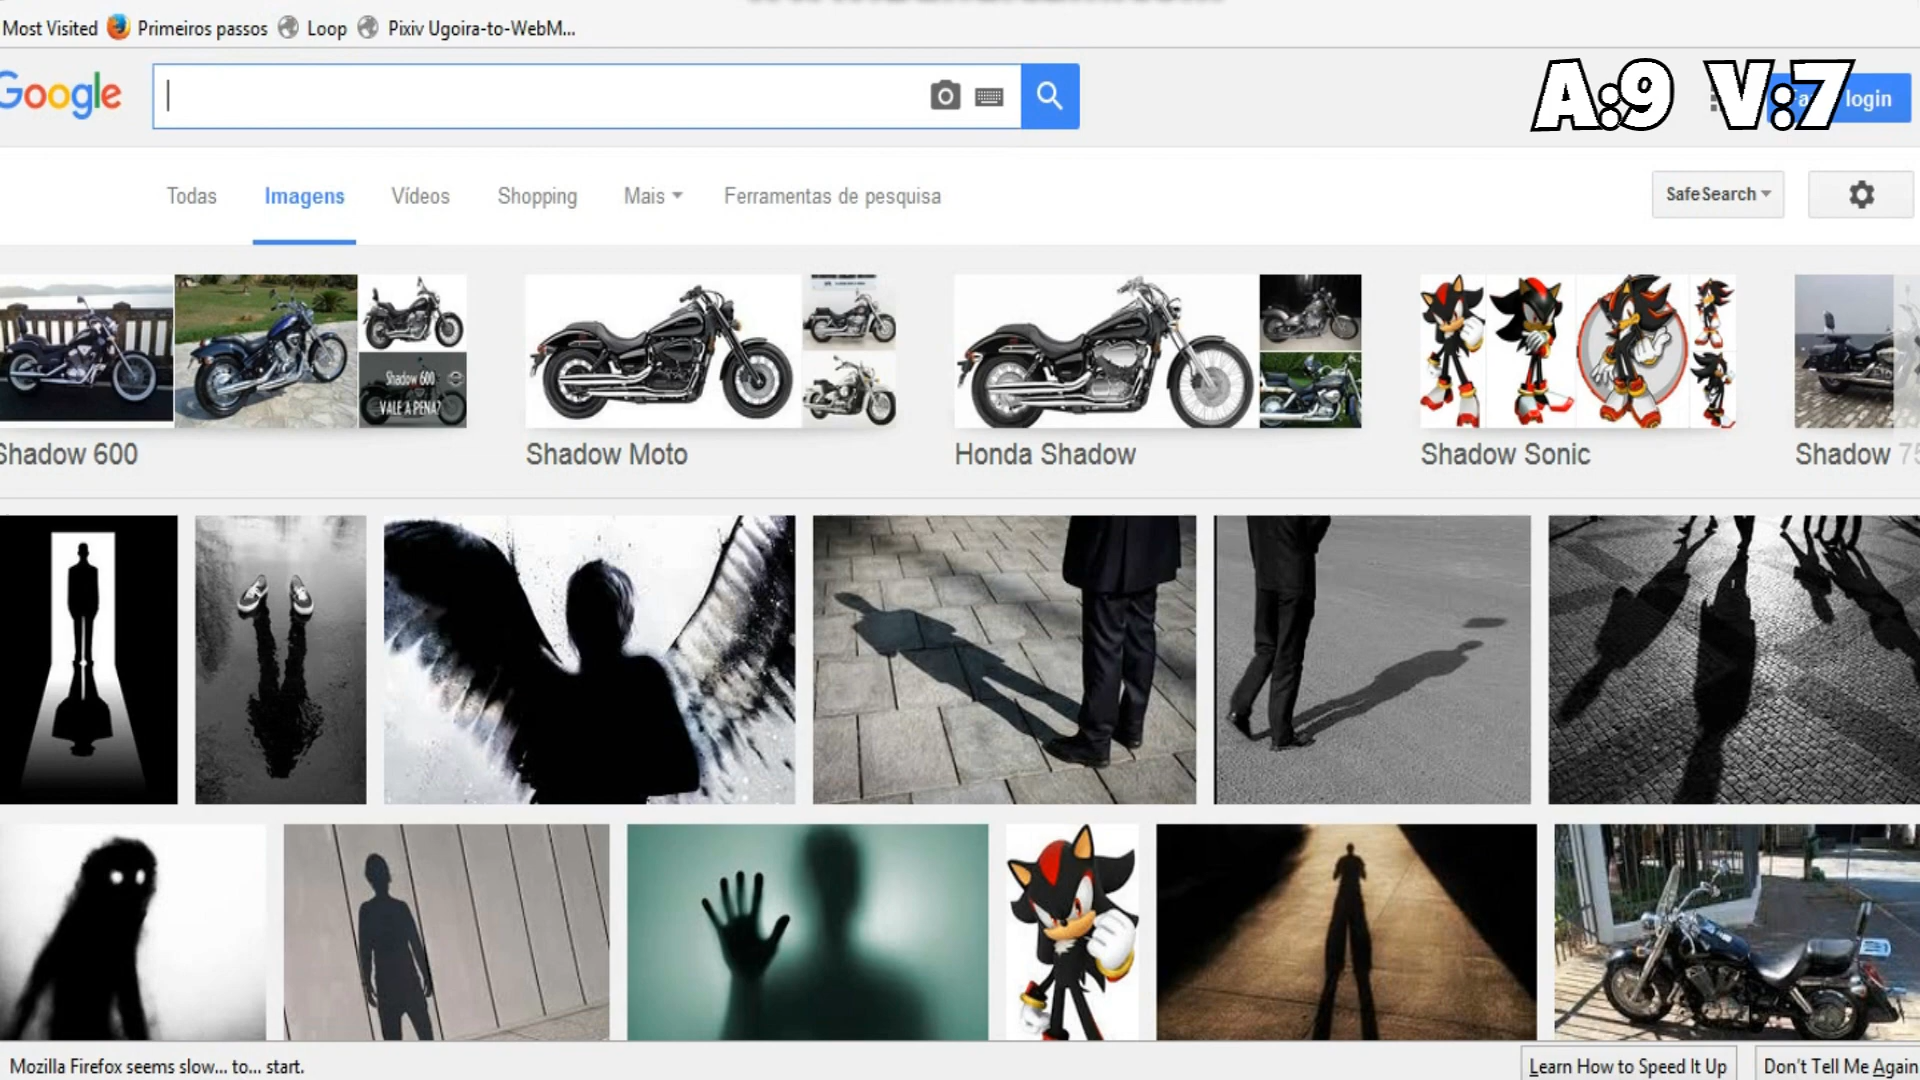 Most Visited Primeiros passos Loop Pixiv Ugoira-to-WebM...
Google
A:9 V:7
login
Todas Imagens Vídeos Shopping Mais Ferramentas de pesquisa
SafeSearch
Shadow 600
VALE A PENA?
Shadow 600 Shadow Moto Honda Shadow Shadow Sonic Shadow 75
Mozilla Firefox seems slow... to... start.
Learn How to Speed It Up Don't Tell Me Again